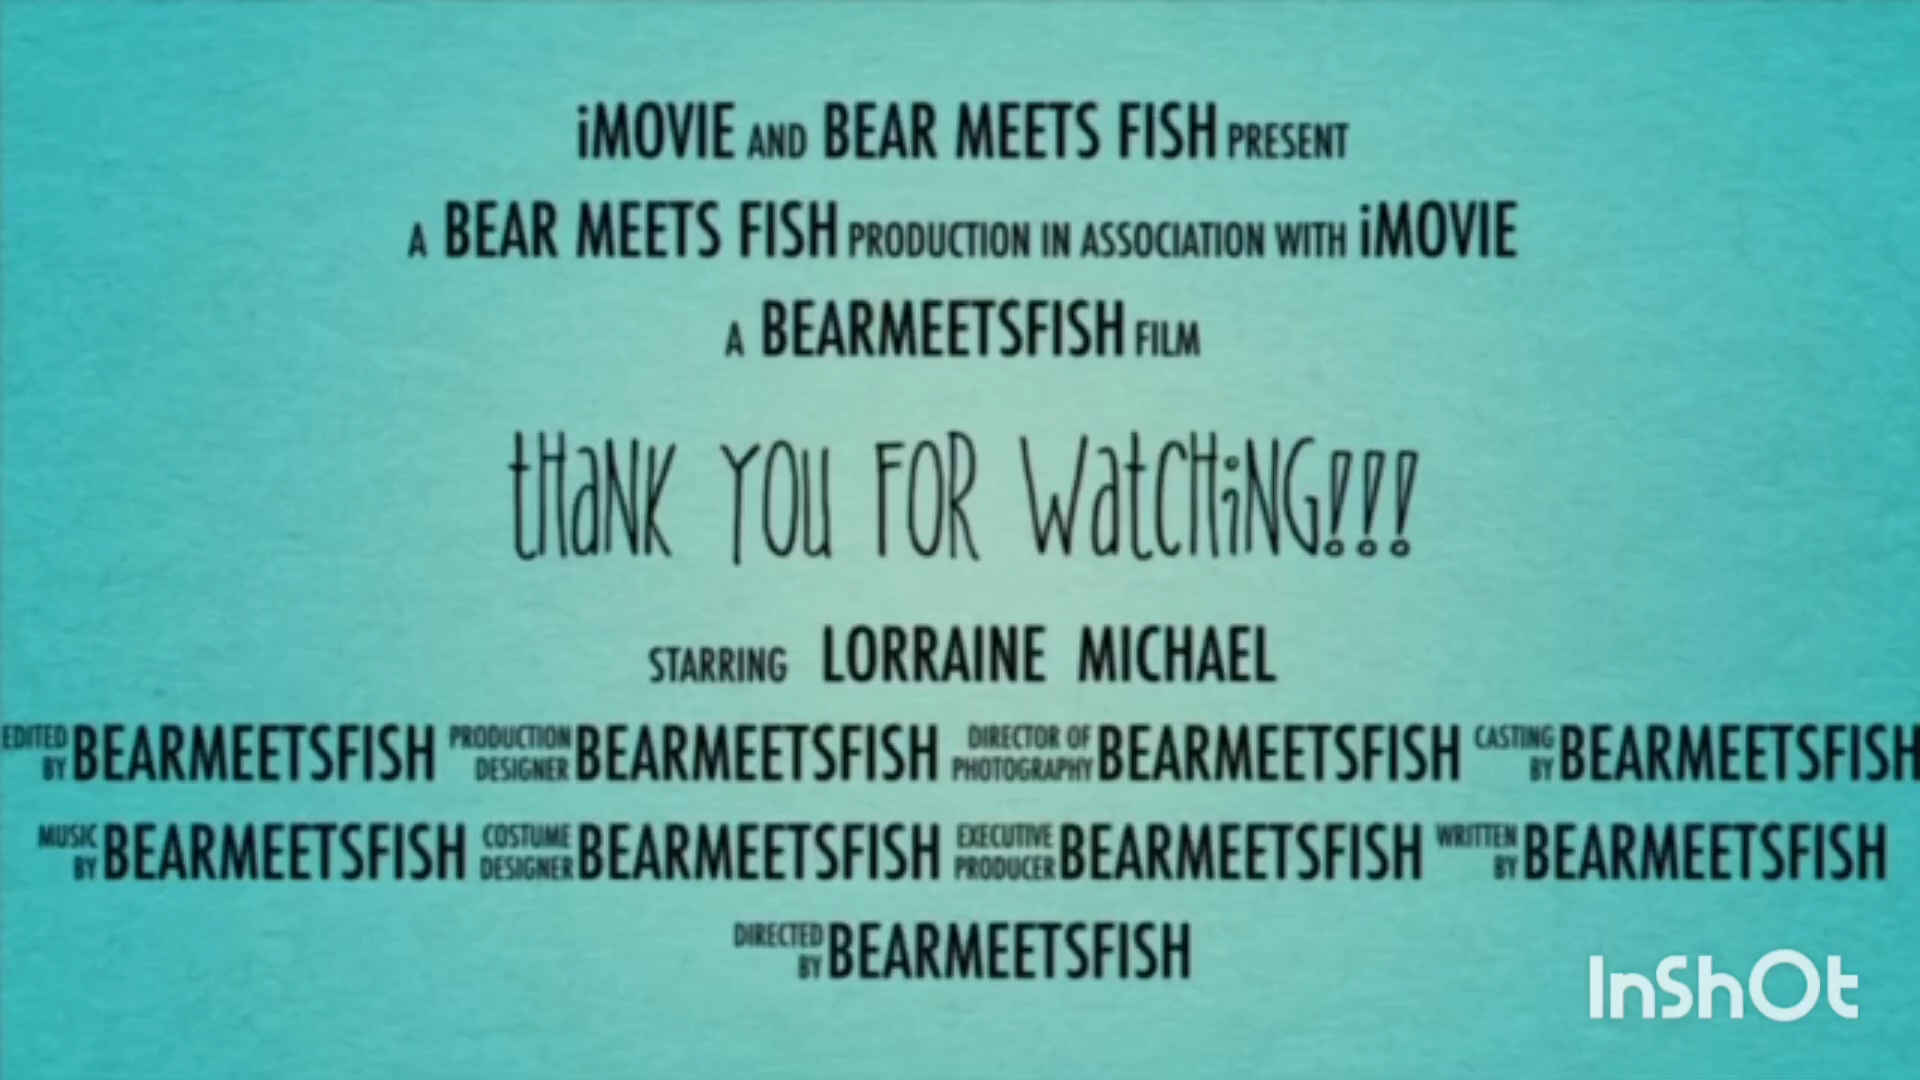 iMOVIE AND BEAR MEETS FISH PRESENT
A BEAR MEETS FISH PRODUCTION IN ASSOCIATION WITH iMOVIE
A BEARMEETSFISH FILM
tHaNK YOU FOR WatCHiNG!!!
STARRING LORRAINE MICHAEL
EDITED BY BEARMEETSFISH PRODUCTION DESIGNER BEARMEETSFISH DIRECTOR OF PHOTOGRAPHY BEARMEETSFISH CASTING BY BEARMEETSFISH
MUSIC BY BEARMEETSFISH COSTUME DESIGNER BEARMEETSFISH EXECUTIVE PRODUCER BEARMEETSFISH WRITTEN BY BEARMEETSFISH
DIRECTED BY BEARMEETSFISH
InShOt